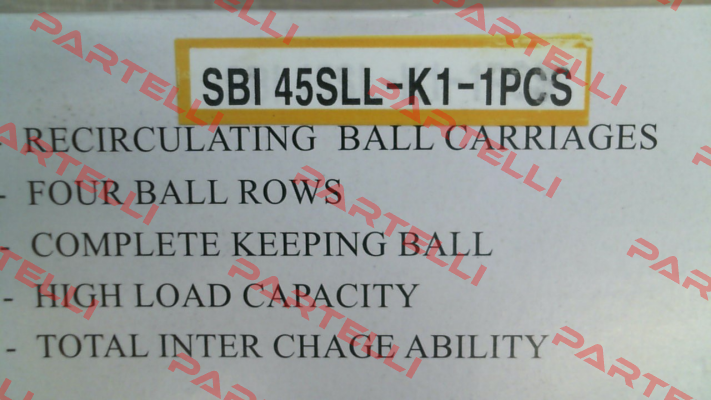 SBI 45SLL-K1-1PCS
- RECIRCULATING BALL CARRIAGES
- FOUR BALL ROWS
- COMPLETE KEEPING BALL
- HIGH LOAD CAPACITY
- TOTAL INTER CHAGE ABILITY
PARTELLI
PARTELLI
PARTELLI
PARTELLI
PARTELLI
PARTELLI